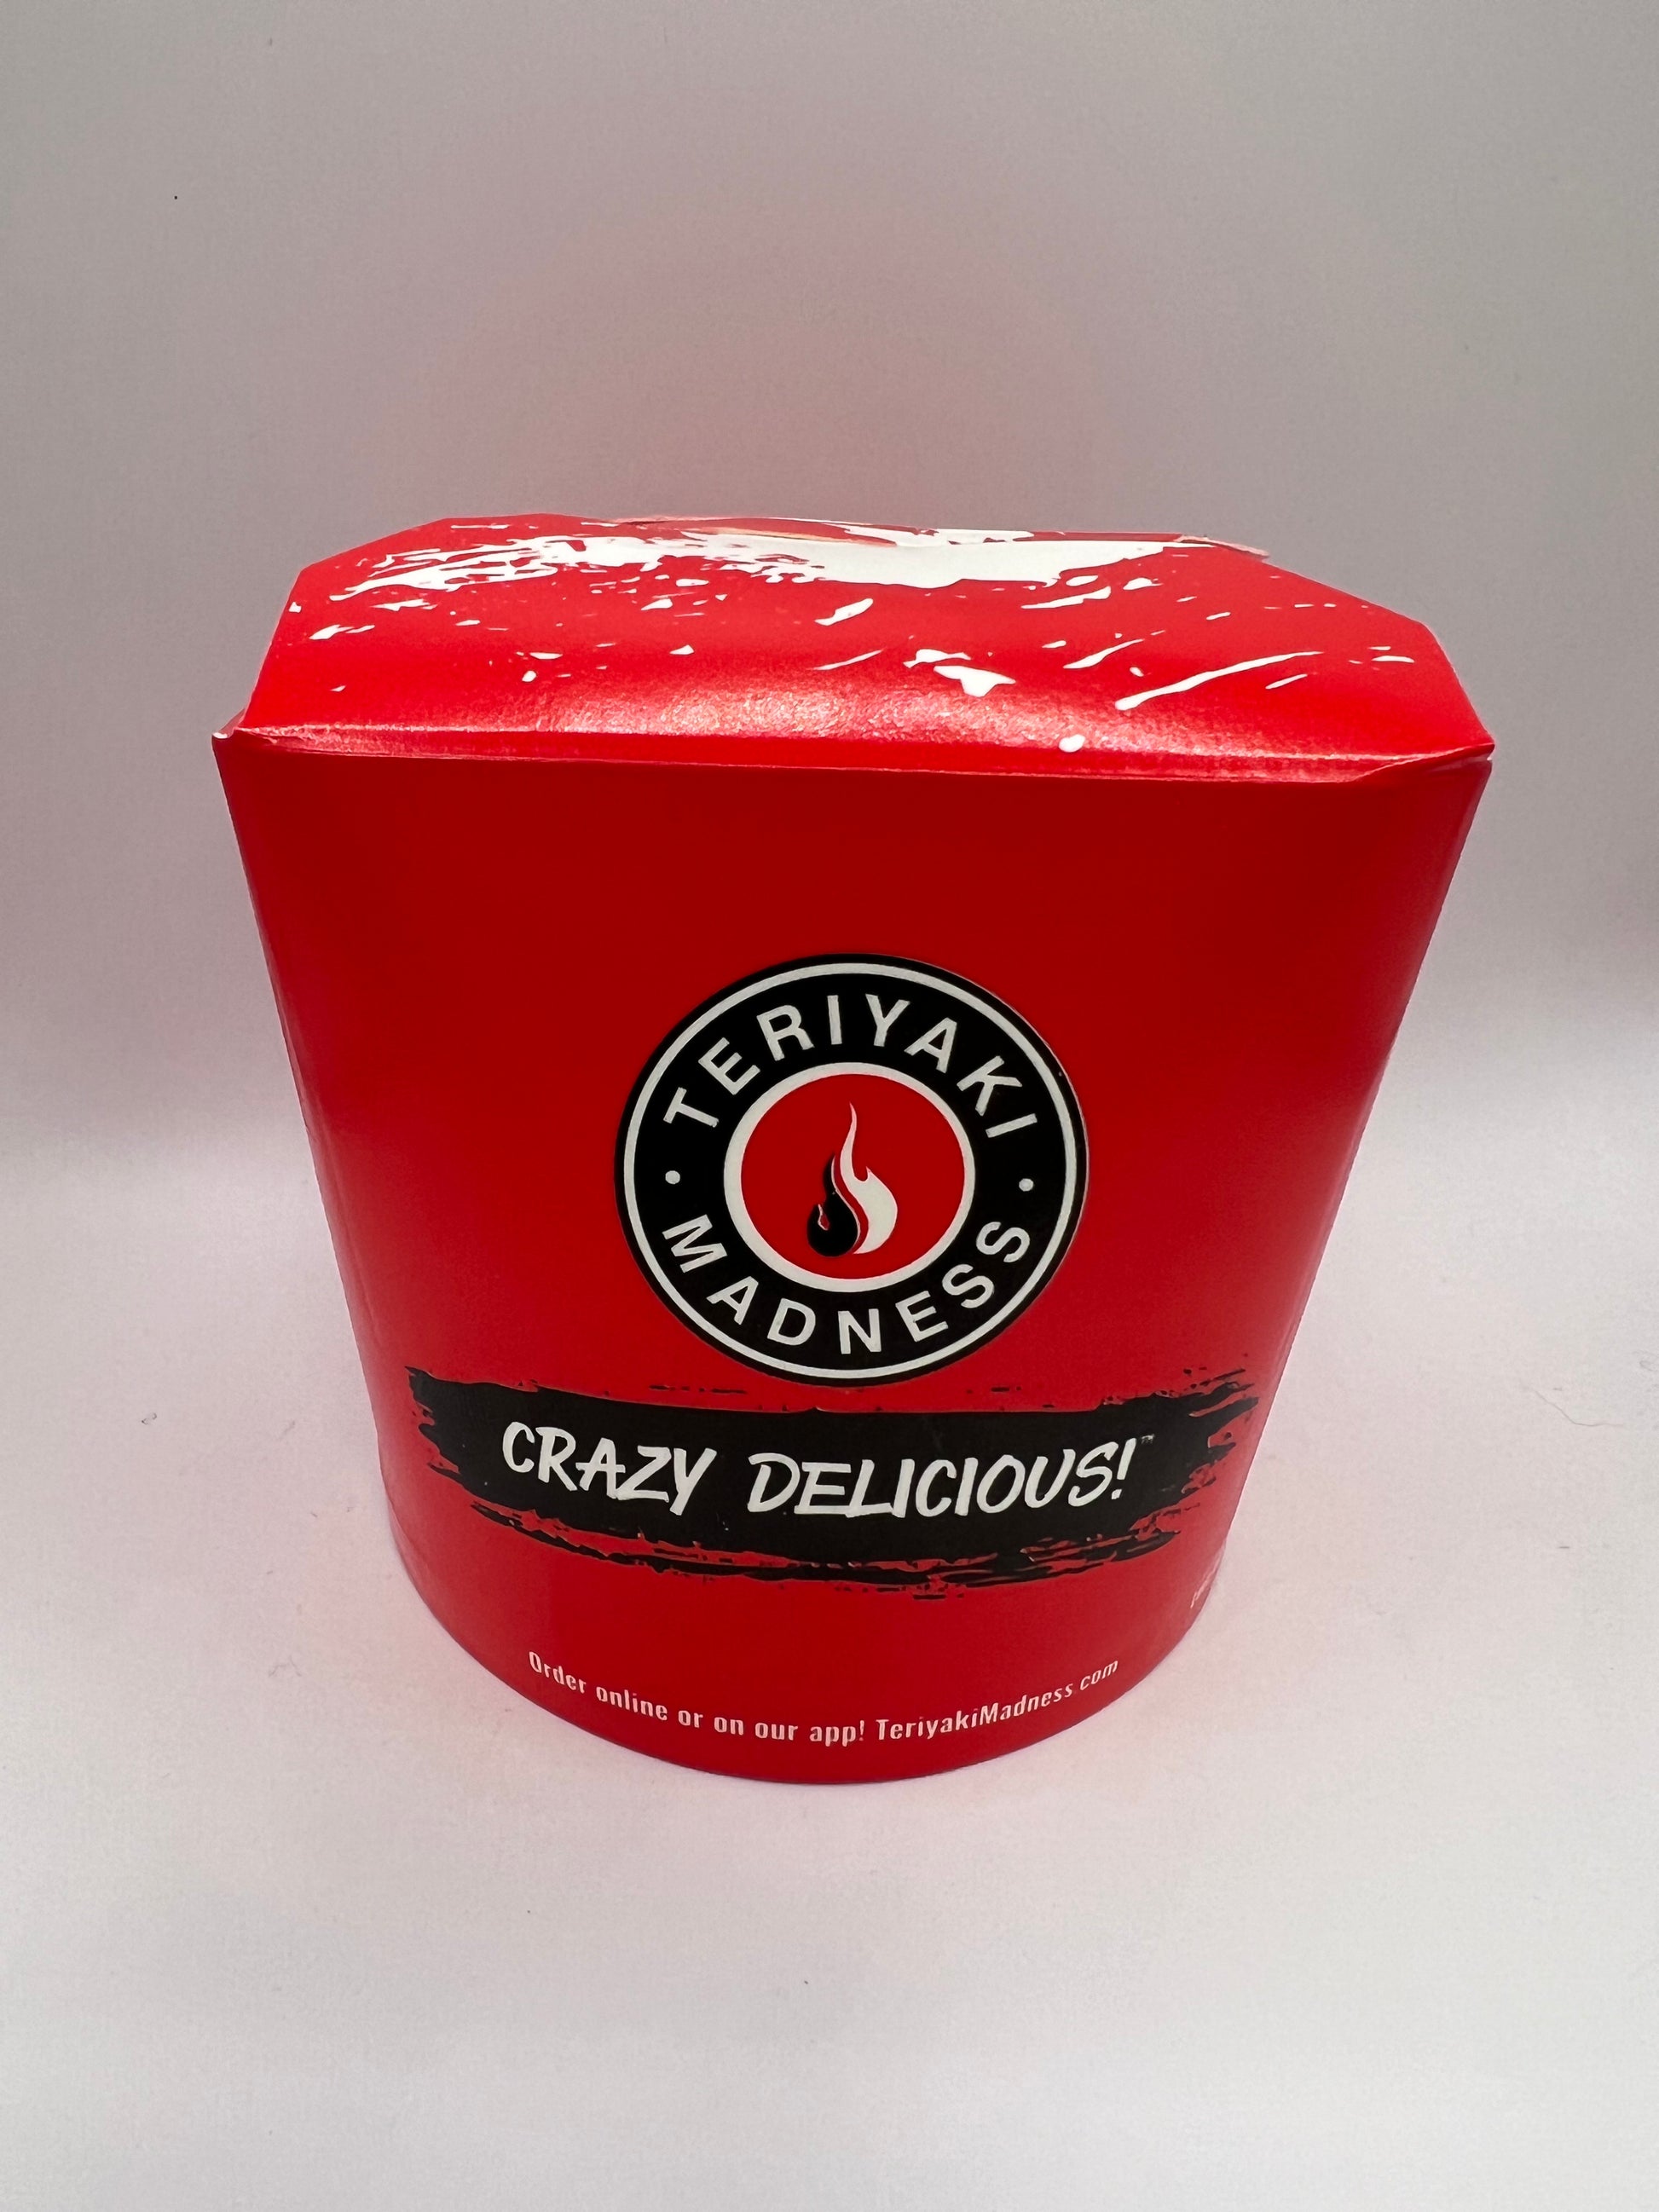 TERIYAKI
MADNESS
CRAZY DELICIOUS!™
Order online or on our app! TeriyakiMadness.com